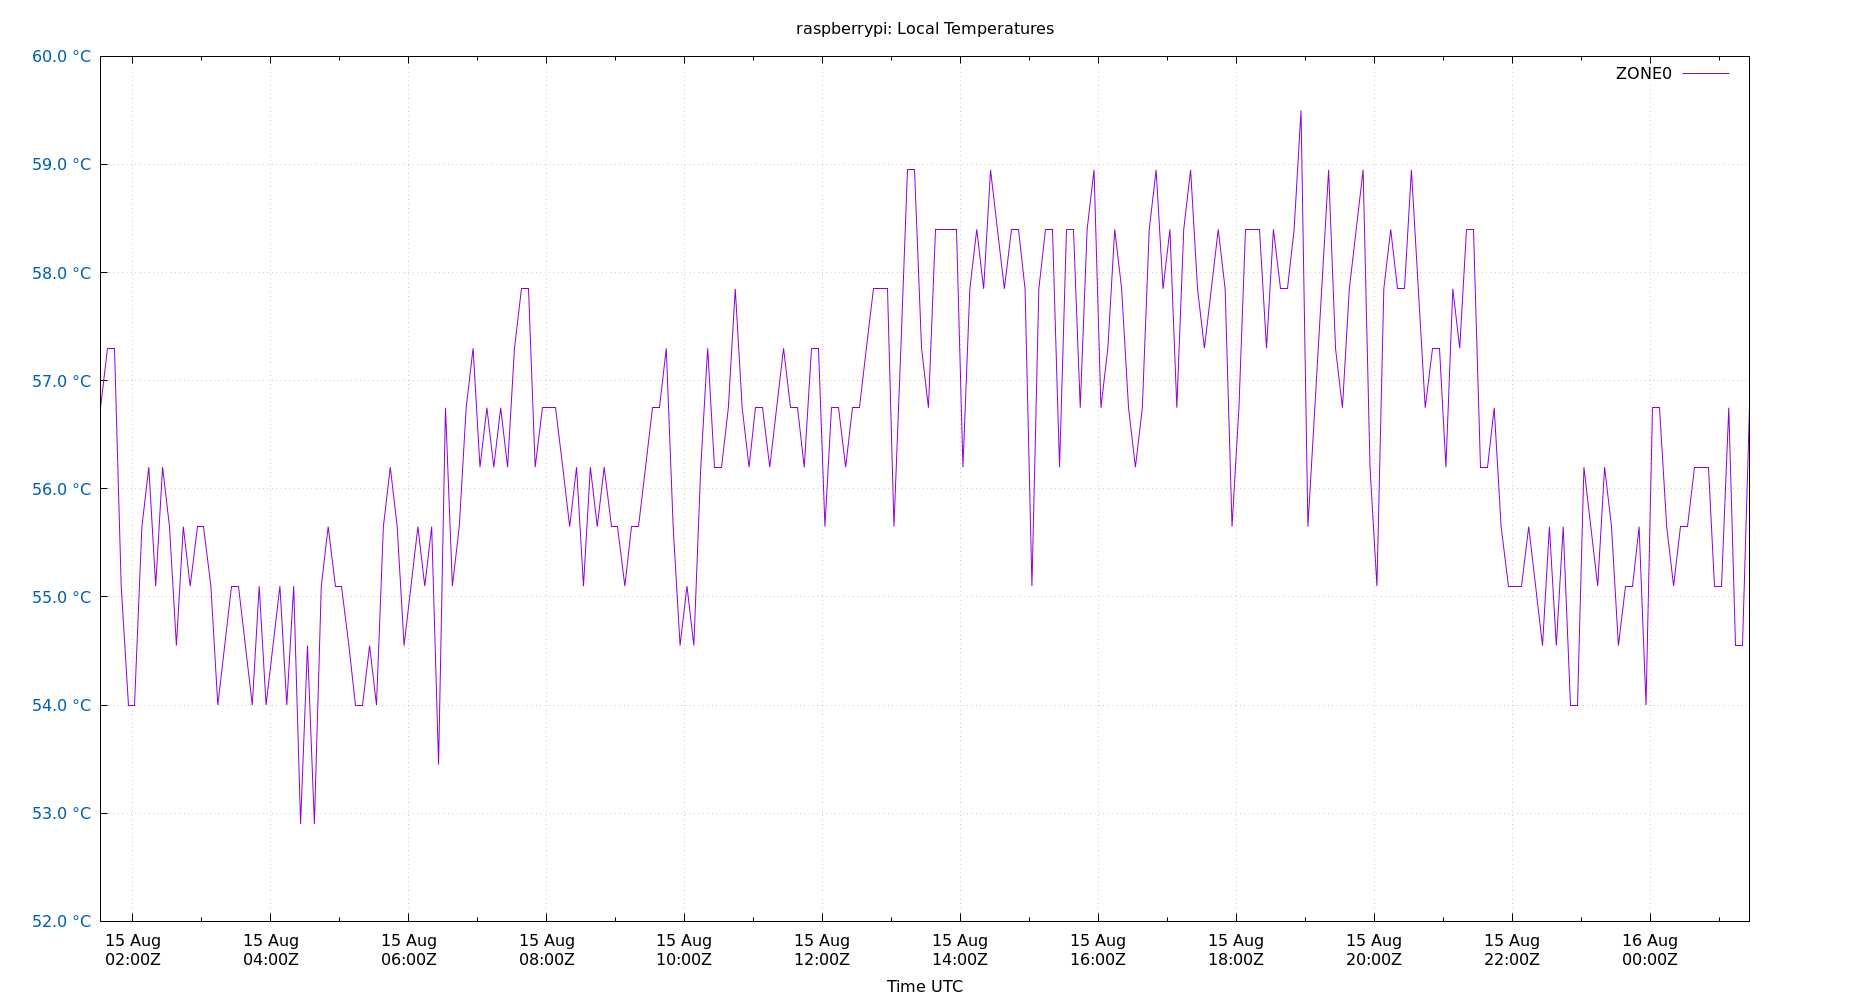 raspberrypi: Local Temperatures
60.0 °C
ZONE0
59.0 °C
58.0 °C
57.0 °C
56.0 °C
55.0 °C
54.0 °C
53.0 °C
52.0 °C
15 Aug 15 Aug 15 Aug 15 Aug 15 Aug 15 Aug 15 Aug 15 Aug 15 Aug 15 Aug 15 Aug 16 Aug
02:00Z 04:00Z 06:00Z 08:00Z 10:00Z 12:00Z 14:00Z 16:00Z 18:00Z 20:00Z 22:00Z 00:00Z
Time UTC